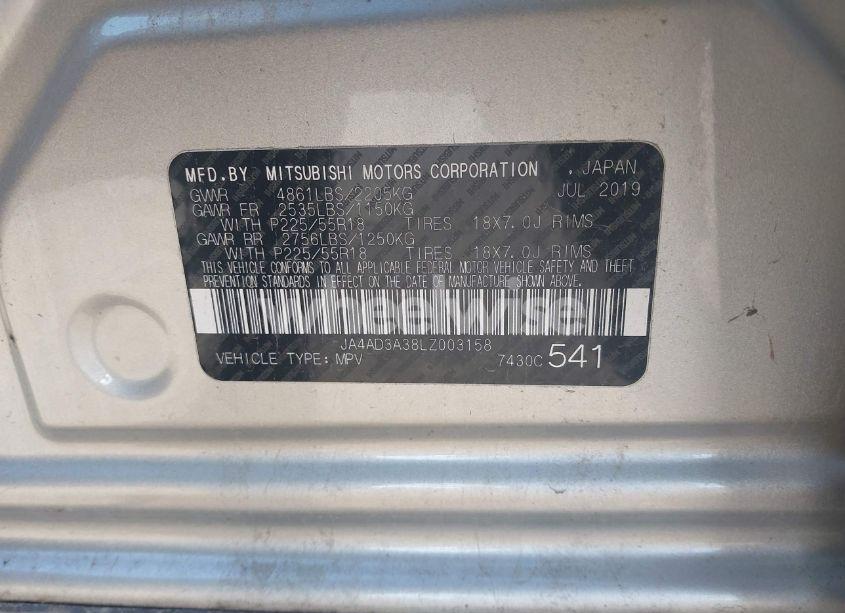 MFD.BY MITSUBISHI MOTORS CORPORATION , JAPAN
GVWR 4861LBS/2205KG JUL 2019
GAWR FR 2535LBS/1150KG
WITH P225/55R18 TIRES 18X7.0J RIMS
GAWR RR 2756LBS/1250KG
WITH P225/55R18 TIRES 18X7.0J RIMS
THIS VEHICLE CONFORMS TO ALL APPLICABLE FEDERAL MOTOR VEHICLE SAFETY AND THEFT
PREVENTION STANDARDS IN EFFECT ON THE DATE OF MANUFACTURE SHOWN ABOVE.
JA4AD3A38LZ003158
VEHICLE TYPE: MPV 7430C 541